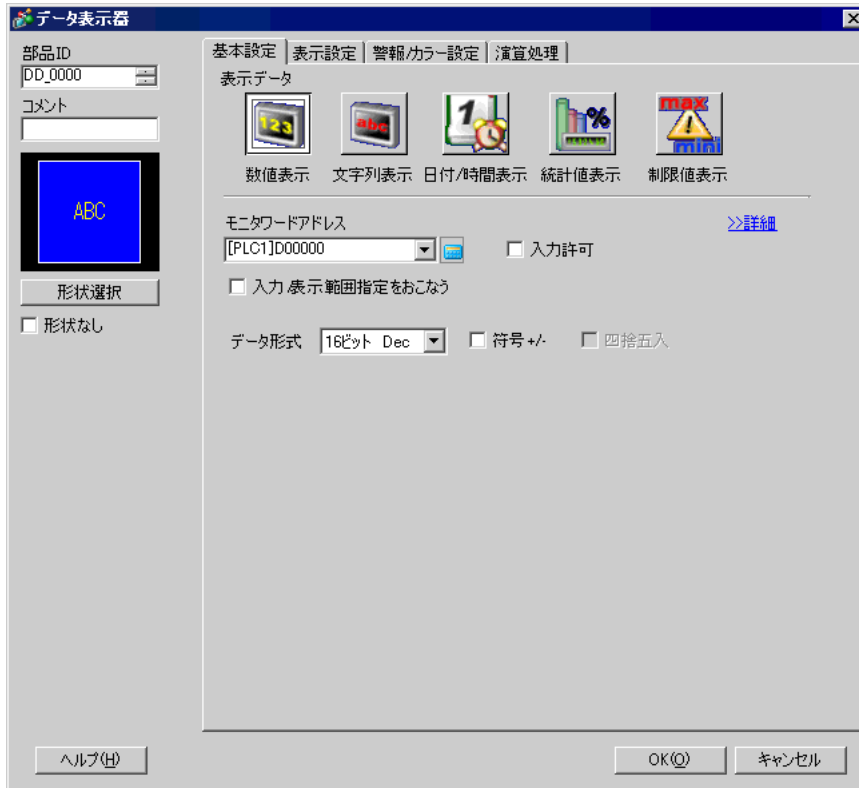 データ表示器
部品ID
DD_0000
コメント
ABC
形状選択
形状なし
基本設定 表示設定 警報/カラー設定 演算処理
表示データ
123 abc 1 % max mini
数値表示 文字列表示 日付/時間表示 統計値表示 制限値表示
モニタワードアドレス >>詳細
[PLC1]D00000 入力許可
入力/表示範囲指定をおこなう
データ形式 16ビット Dec 符号+/- 四捨五入
ヘルプ(H) OK(O) キャンセル